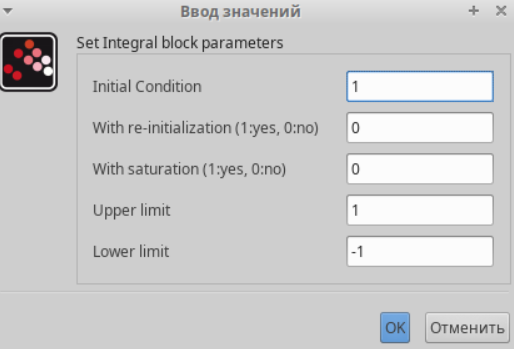 Ввод значений
Set Integral block parameters
Initial Condition 1
With re-initialization (1:yes, 0:no) 0
With saturation (1:yes, 0:no) 0
Upper limit 1
Lower limit -1
OK Отменить